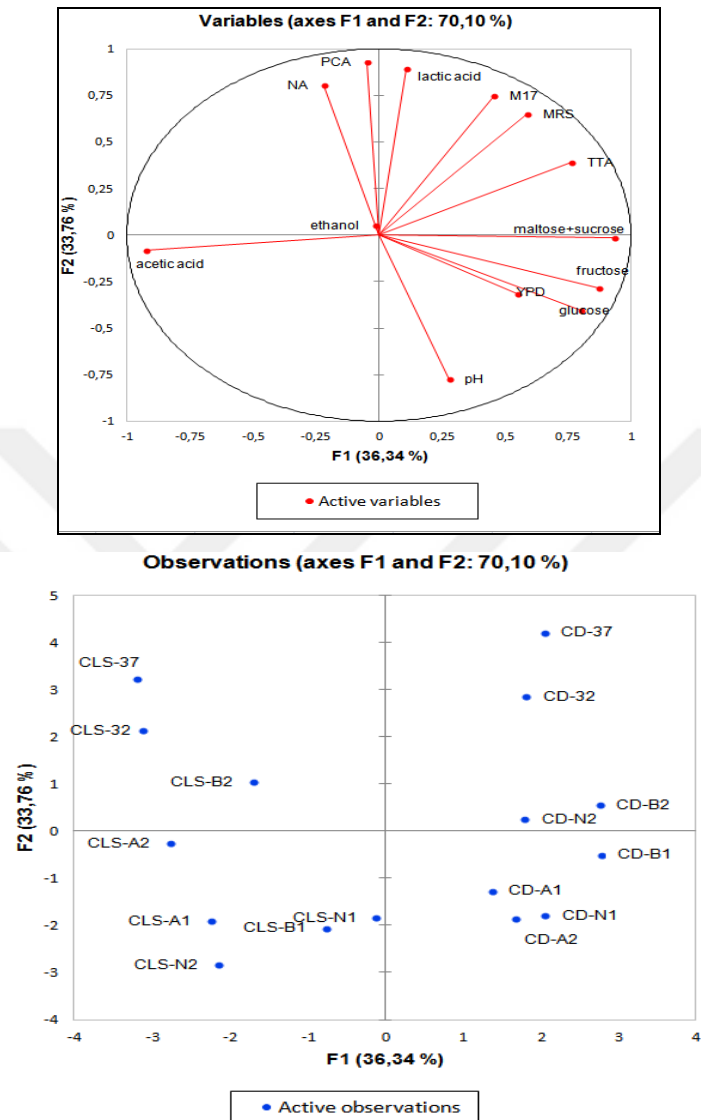 Variables (axes F1 and F2: 70,10 %)
1
0,75
0,5
0,25
0
-0,25
-0,5
-0,75
-1
F2 (33,76 %)
PCA
NA
lactic acid
M17
MRS
TTA
ethanol
maltose+sucrose
acetic acid
fructose
YPD
glucose
pH
-1 -0,75 -0,5 -0,25 0 0,25 0,5 0,75 1
F1 (36,34 %)
Active variables
Observations (axes F1 and F2: 70,10 %)
5
4
3
2
1
0
-1
-2
-3
-4
F2 (33,76 %)
CD-37
CLS-37
CD-32
CLS-32
CLS-B2
CD-B2
CD-N2
CLS-A2
CD-B1
CD-A1
CLS-A1
CLS-N1
CLS-B1
CD-N1
CD-A2
CLS-N2
-4 -3 -2 -1 0 1 2 3 4
F1 (36,34 %)
Active observations